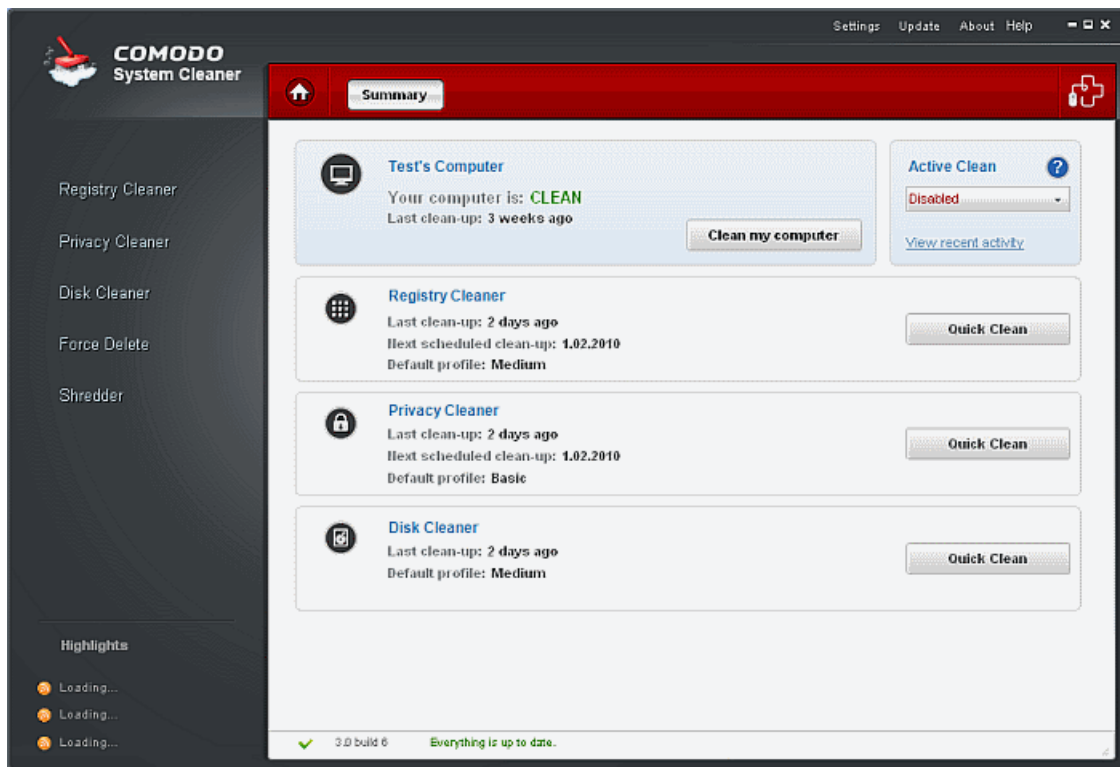 Settings Update About Help
COMODO
System Cleaner
Summary
Registry Cleaner
Privacy Cleaner
Disk Cleaner
Force Delete
Shredder
Test's Computer
Your computer is: CLEAN
Last clean-up: 3 weeks ago
Clean my computer
Active Clean
?
Disabled
View recent activity
Registry Cleaner
Last clean-up: 2 days ago
Next scheduled clean-up: 1.02.2010
Default profile: Medium
Quick Clean
Privacy Cleaner
Last clean-up: 2 days ago
Next scheduled clean-up: 1.02.2010
Default profile: Basic
Quick Clean
Disk Cleaner
Last clean-up: 2 days ago
Default profile: Medium
Quick Clean
Highlights
Loading...
Loading...
Loading...
3.0 build 6 Everything is up to date.